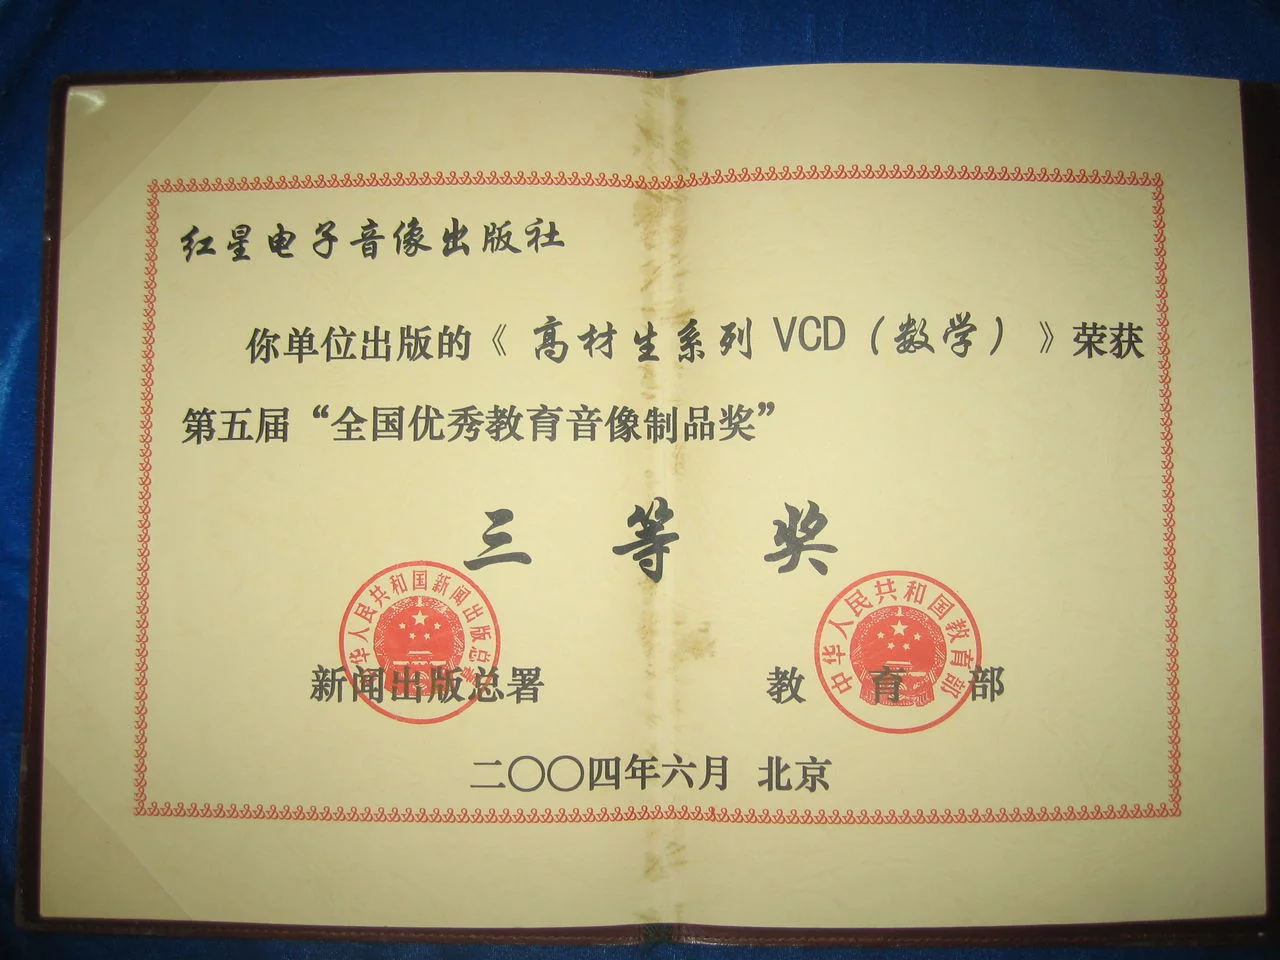 红星电子音像出版社
你单位出版的《高材生系列 VCD（数学）》荣获
第五届“全国优秀教育音像制品奖”
三等奖
中华人民共和国新闻出版总署
中华人民共和国教育部
新闻出版总署 教育部
二〇〇四年六月 北京